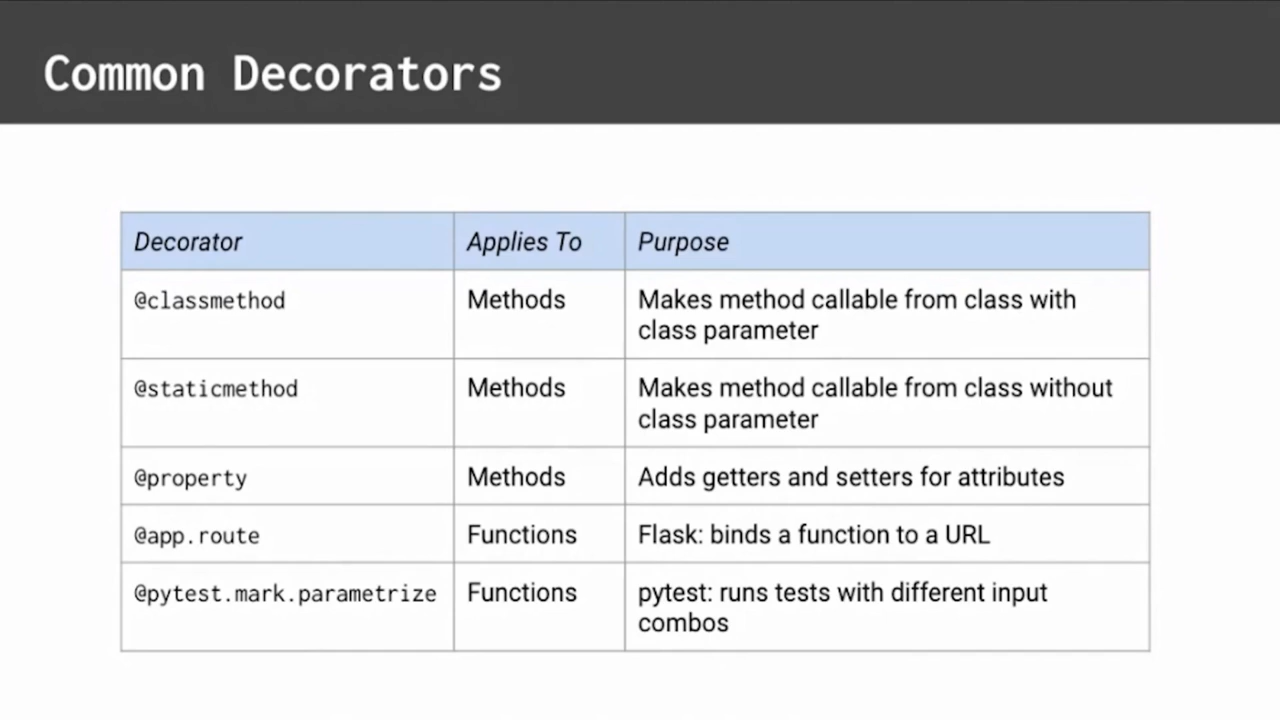 Common Decorators
Decorator Applies To Purpose
@classmethod Methods Makes method callable from class with
class parameter
@staticmethod Methods Makes method callable from class without
class parameter
@property Methods Adds getters and setters for attributes
@app.route Functions Flask: binds a function to a URL
@pytest.mark.parametrize Functions pytest: runs tests with different input
combos